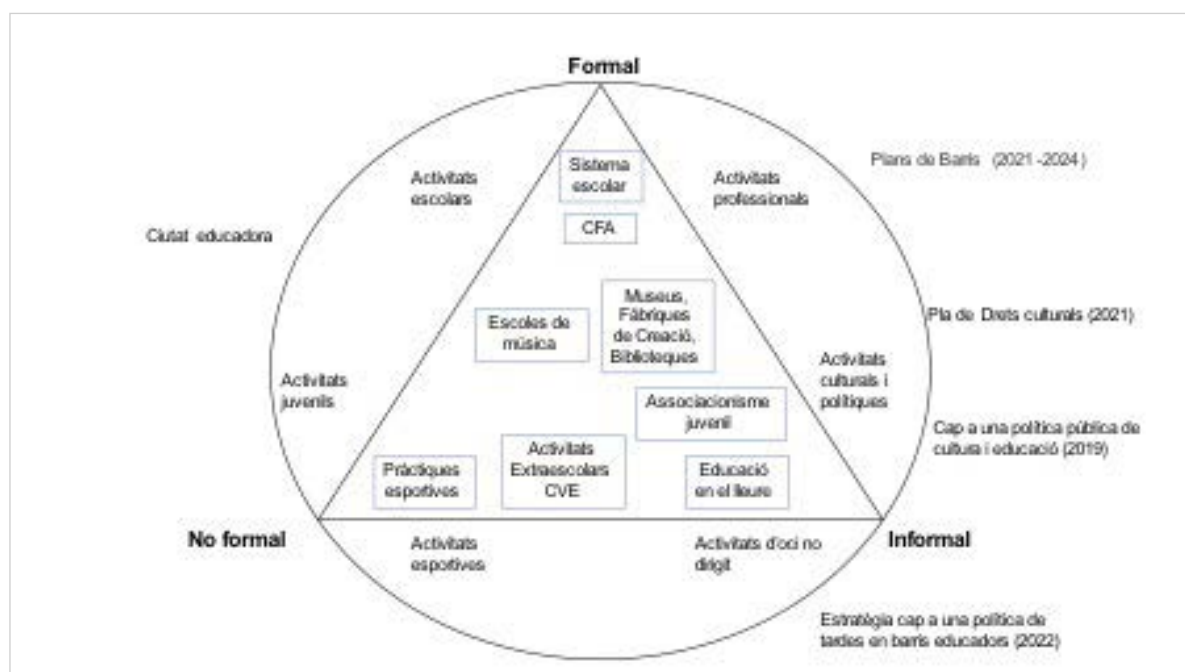 Formal
Plans de Barris (2021 -2024)
Activitats
escolars
Sistema
escolar
Activitats
professionals
CFA
Ciutat educadora
Museus,
Fàbriques
de Creació,
Biblioteques
Escoles de
música
Pla de Drets culturals (2021)
Activitats
juvenils
Activitats
culturals i
polítiques
Associacionisme
juvenil
Cap a una política pública de
cultura i educació (2019)
Pràctiques
esportives
Activitats
Extraescolars
CVE
Educació
en el lleure
No formal
Informal
Activitats
esportives
Activitats d'oci no
dirigit
Estratégia cap a una política de
tardes en barris educadors (2022)